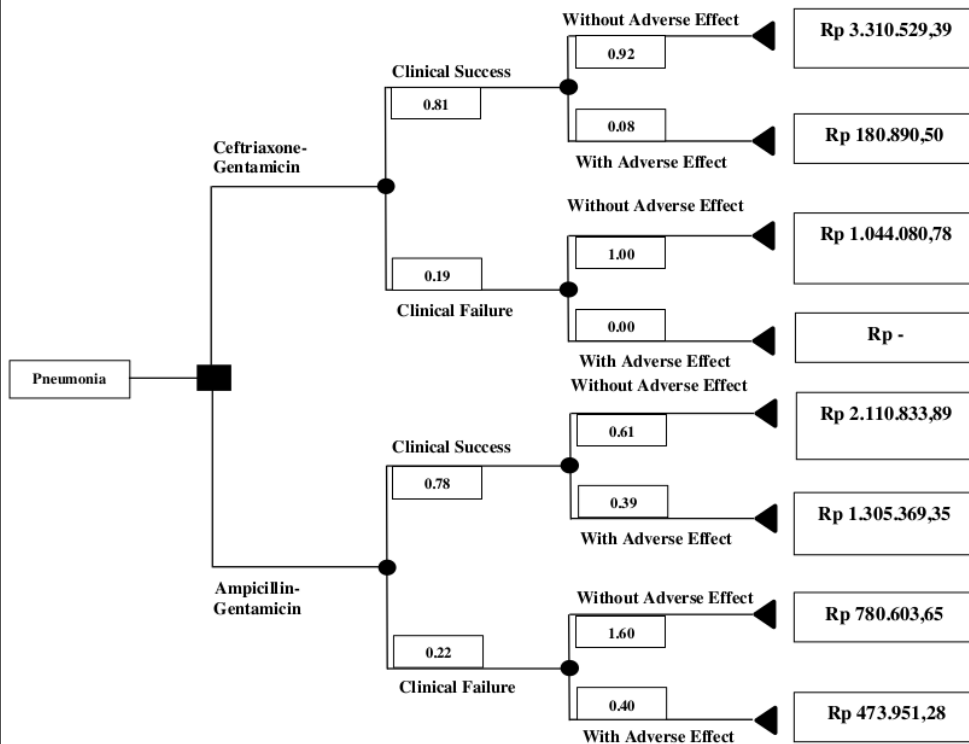 Without Adverse Effect
Rp 3.310.529,39
0.92
Clinical Success
0.81
0.08
Rp 180.890,50
With Adverse Effect
Ceftriaxone-
Gentamicin
Without Adverse Effect
Rp 1.044.080,78
1.00
0.19
Clinical Failure
0.00
Rp -
With Adverse Effect
Pneumonia
Without Adverse Effect
Rp 2.110.833,89
0.61
Clinical Success
0.78
0.39
Rp 1.305.369,35
With Adverse Effect
Ampicillin-
Gentamicin
Without Adverse Effect
Rp 780.603,65
1.60
0.22
Clinical Failure
0.40
Rp 473.951,28
With Adverse Effect